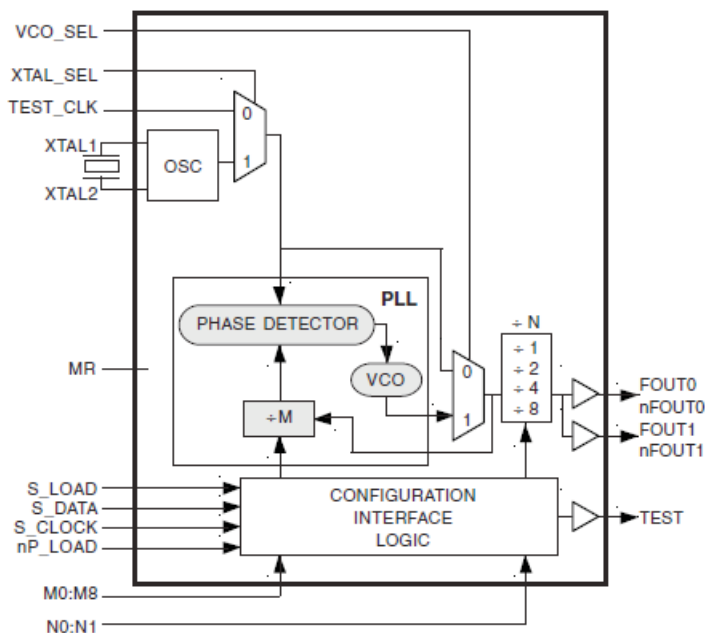 VCO_SEL
XTAL_SEL
TEST_CLK
0
XTAL1
OSC
1
XTAL2
PLL
PHASE DETECTOR
÷ N
÷ 1
÷ 2
÷ 4
÷ 8
MR
VCO
0
1
÷M
FOUT0
nFOUT0
FOUT1
nFOUT1
S_LOAD
S_DATA
S_CLOCK
nP_LOAD
CONFIGURATION
INTERFACE
LOGIC
TEST
M0:M8
N0:N1